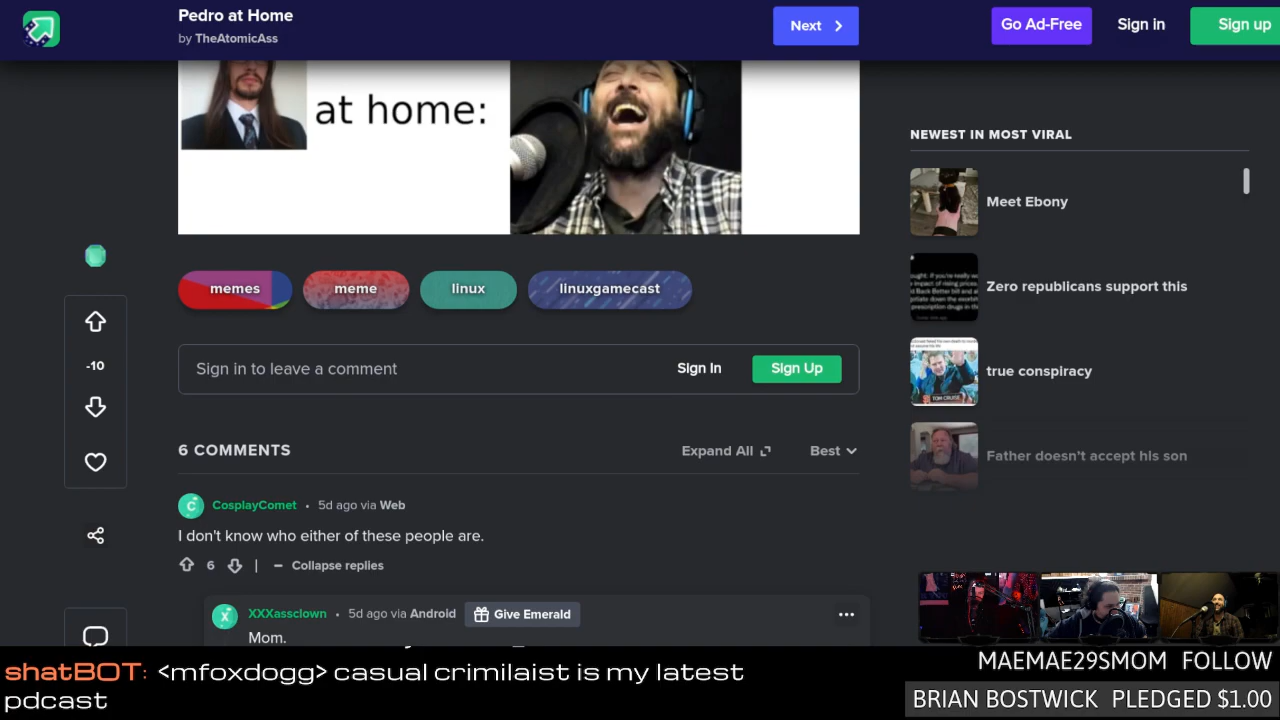 Pedro at Home
by TheAtomicAss
Next
Go Ad-Free
Sign in
Sign up
at home:
NEWEST IN MOST VIRAL
Meet Ebony
Zero republicans support this
true conspiracy
TOM CRUISE
Father doesn't accept his son
memes
meme
linux
linuxgamecast
-10
Sign in to leave a comment
Sign In
Sign Up
6 COMMENTS
Expand All
Best
C
CosplayComet • 5d ago via Web
I don't know who either of these people are.
6 | − Collapse replies
X
XXXassclown • 5d ago via Android
Give Emerald
Mom.
shatBOT: <mfoxdogg> casual crimilaist is my latest
pdcast
MAEMAE29SMOM FOLLOW
BRIAN BOSTWICK PLEDGED $1.00